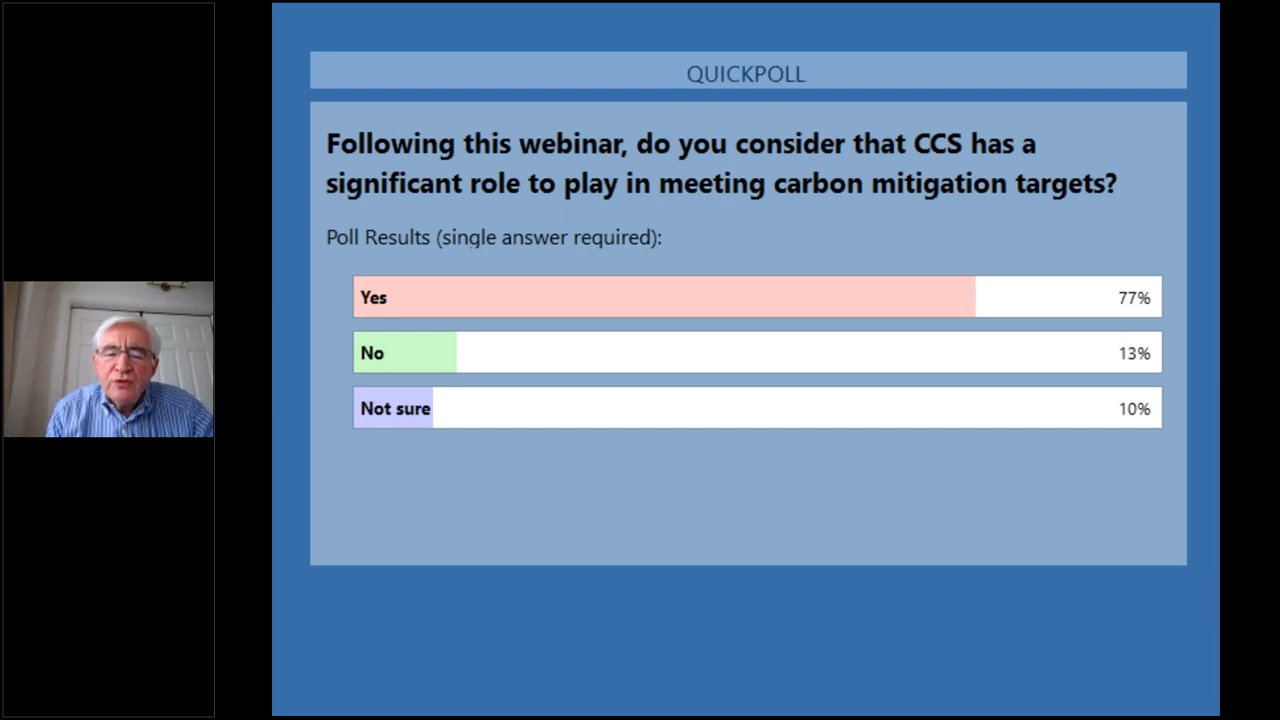 QUICKPOLL
Following this webinar, do you consider that CCS has a
significant role to play in meeting carbon mitigation targets?
Poll Results (single answer required):
Yes 77%
No 13%
Not sure 10%